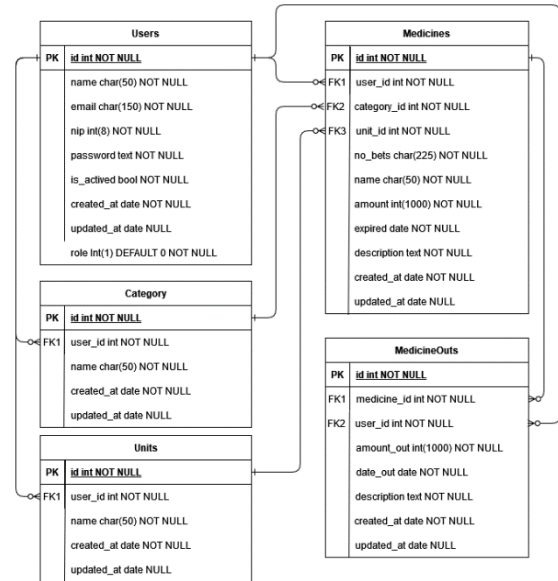 Users
PK id int NOT NULL
name char(50) NOT NULL
email char(150) NOT NULL
nip int(8) NOT NULL
password text NOT NULL
is_actived bool NOT NULL
created_at date NOT NULL
updated_at date NULL
role Int(1) DEFAULT 0 NOT NULL
Category
PK id int NOT NULL
FK1 user_id int NOT NULL
name char(50) NOT NULL
created_at date NOT NULL
updated_at date NULL
Units
PK id int NOT NULL
FK1 user_id int NOT NULL
name char(50) NOT NULL
created_at date NOT NULL
updated_at date NULL
Medicines
PK id int NOT NULL
FK1 user_id int NOT NULL
FK2 category_id int NOT NULL
FK3 unit_id int NOT NULL
no_bets char(225) NOT NULL
name char(50) NOT NULL
amount int(1000) NOT NULL
expired date NOT NULL
description text NOT NULL
created_at date NOT NULL
updated_at date NULL
MedicineOuts
PK id int NOT NULL
FK1 medicine_id int NOT NULL
FK2 user_id int NOT NULL
amount_out int(1000) NOT NULL
date_out date NOT NULL
description text NOT NULL
created_at date NOT NULL
updated_at date NULL